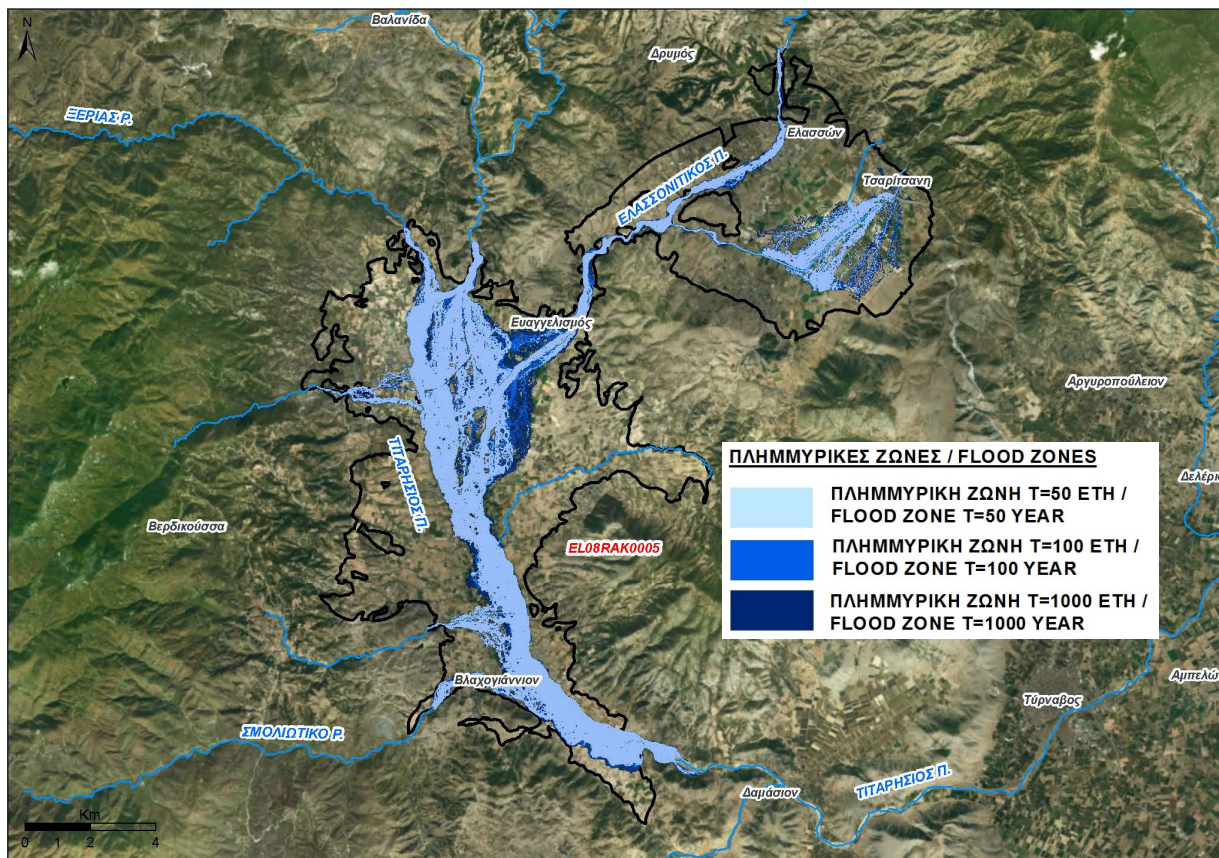 N
Βαλανίδα
Δρυμός
ΞΕΡΙΑΣ Ρ.
Ελασσών
ΕΛΑΣΣΟΝΙΤΙΚΟΣ Π.
Τσαρίτσανη
Ευαγγελισμός
Αργυροπούλειον
ΤΙΤΑΡΗΣΙΟΣ Π.
ΠΛΗΜΜΥΡΙΚΕΣ ΖΩΝΕΣ / FLOOD ZONES
ΠΛΗΜΜΥΡΙΚΗ ΖΩΝΗ T=50 ΕΤΗ /
FLOOD ZONE T=50 YEAR
ΠΛΗΜΜΥΡΙΚΗ ΖΩΝΗ T=100 ΕΤΗ /
FLOOD ZONE T=100 YEAR
ΠΛΗΜΜΥΡΙΚΗ ΖΩΝΗ T=1000 ΕΤΗ /
FLOOD ZONE T=1000 YEAR
Δελέρια
Βερδικούσσα
EL08RAK0005
Βλαχογιάννιον
Αμπελώ
Τύρναβος
ΣΜΟΛΙΩΤΙΚΟ Ρ.
Δαμάσιον
ΤΙΤΑΡΗΣΙΟΣ Π.
Km
0 1 2 4